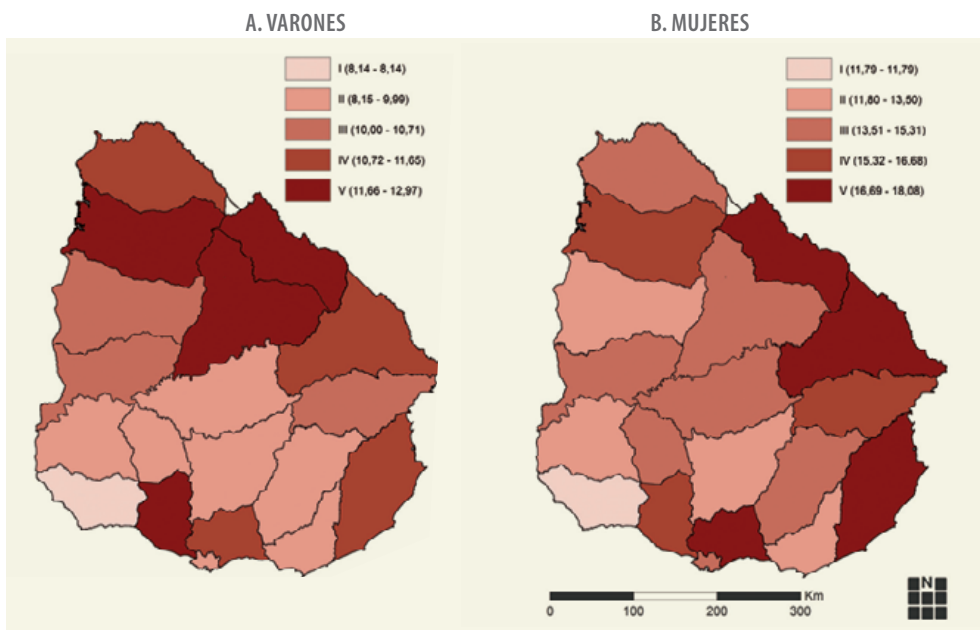 A. VARONES
I (8,14 - 8,14)
II (8,15 - 9,99)
III (10,00 - 10,71)
IV (10,72 - 11,65)
V (11,66 - 12,97)
B. MUJERES
I (11,79 - 11,79)
II (11,80 - 13,50)
III (13,51 - 15,31)
IV (15,32 - 16,68)
V (16,69 - 18,08)
N
Km
0 100 200 300